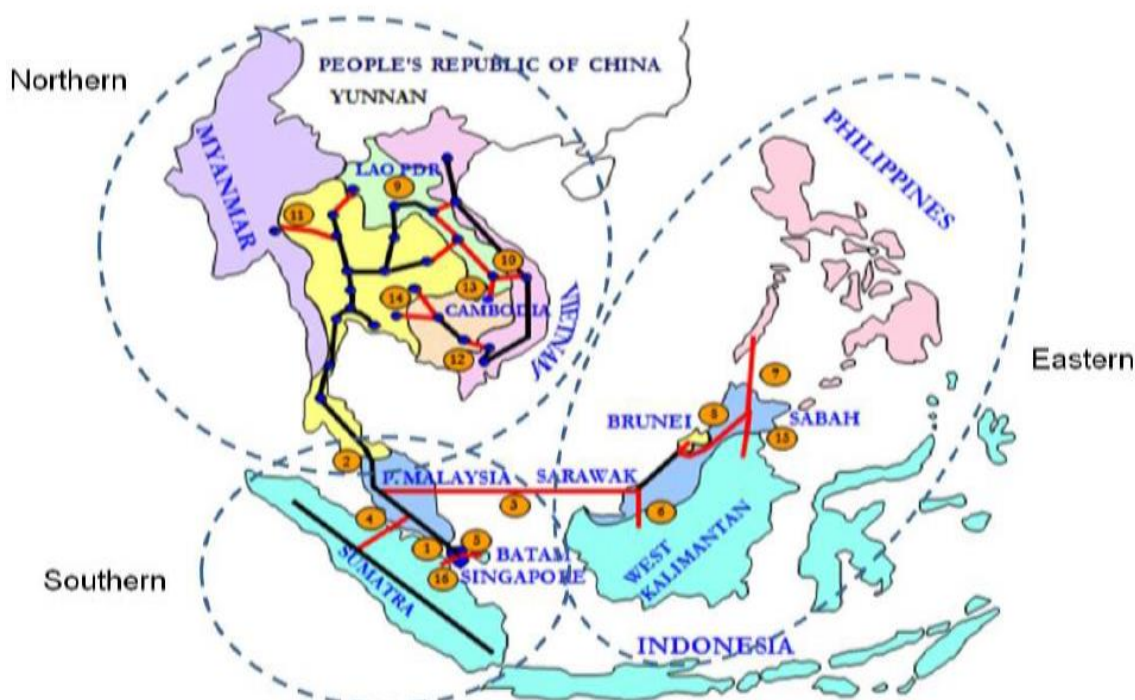 Northern
PEOPLE'S REPUBLIC OF CHINA
YUNNAN
MYANMAR
LAO PDR
9
11
10
13
14
CAMBODIA
VIETNAM
12
PHILIPPINES
Eastern
7
8
BRUNEI
SABAH
15
2
P. MALAYSIA
SARAWAK
3
6
4
1
5
BATAM
16
SINGAPORE
SUMATRA
WEST
KALIMANTAN
Southern
INDONESIA